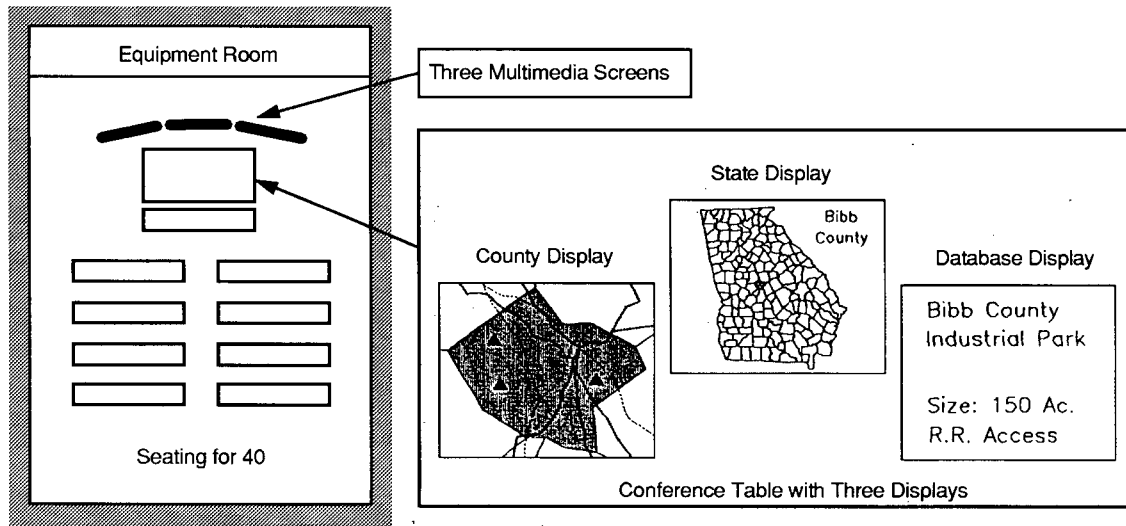 Equipment Room
Three Multimedia Screens
Seating for 40
State Display
Bibb
County
County Display
Database Display
Bibb County
Industrial Park
Size: 150 Ac.
R.R. Access
Conference Table with Three Displays